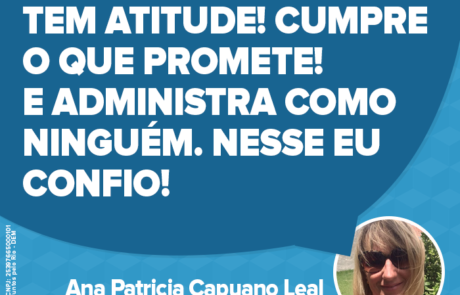 TEM ATITUDE! CUMPRE
O QUE PROMETE!
E ADMINISTRA COMO
NINGUÉM. NESSE EU
CONFIO!
Ana Patricia Capuano Leal